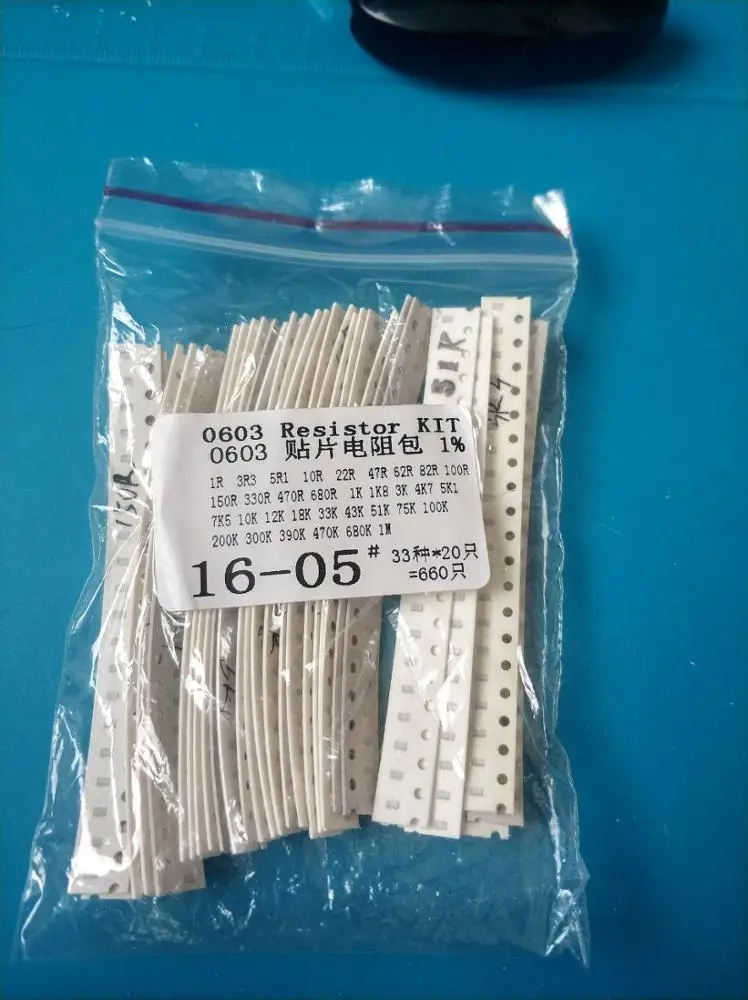 51K
150R
0603 Resistor KIT
0603 贴片电阻包 1%
1R 3R3 5R1 10R 22R 47R 62R 82R 100R
150R 330R 470R 680R 1K 1K8 3K 4K7 5K1
7K5 10K 12K 18K 33K 43K 51K 75K 100K
200K 300K 390K 470K 680K 1M
16-05# 33种*20只
=660只